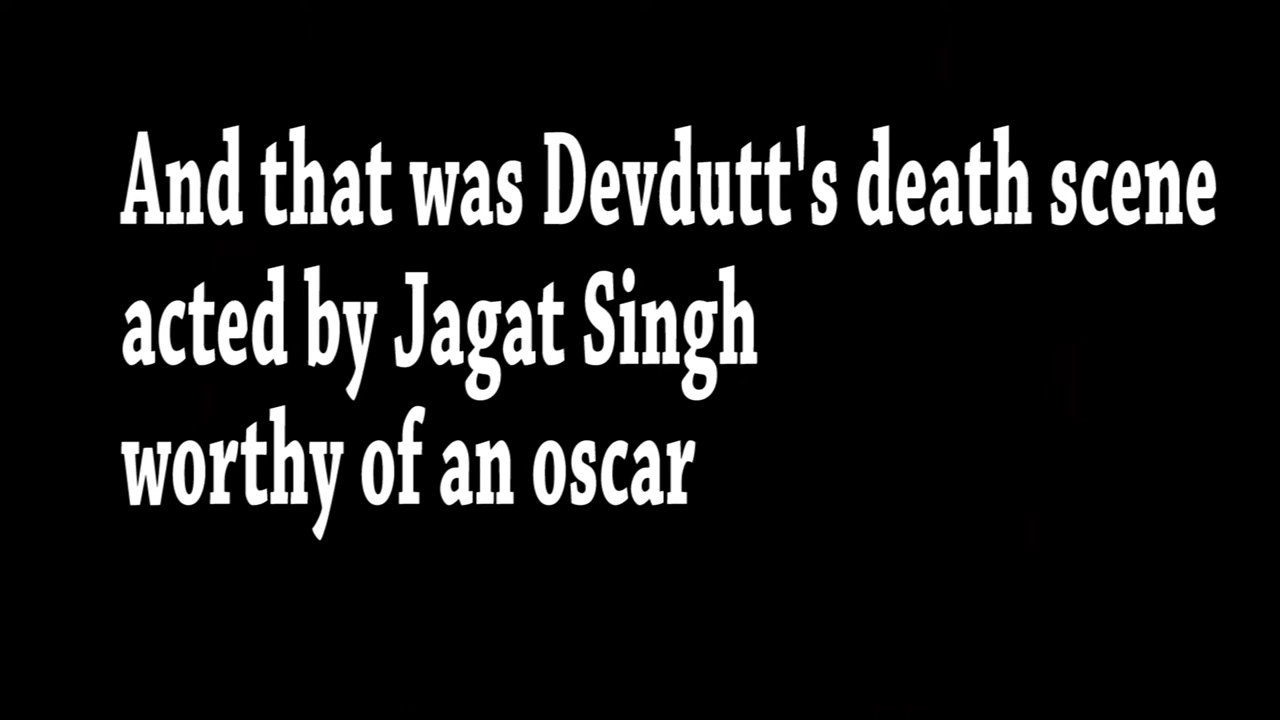 And that was Devdutt's death scene
acted by Jagat Singh
worthy of an oscar